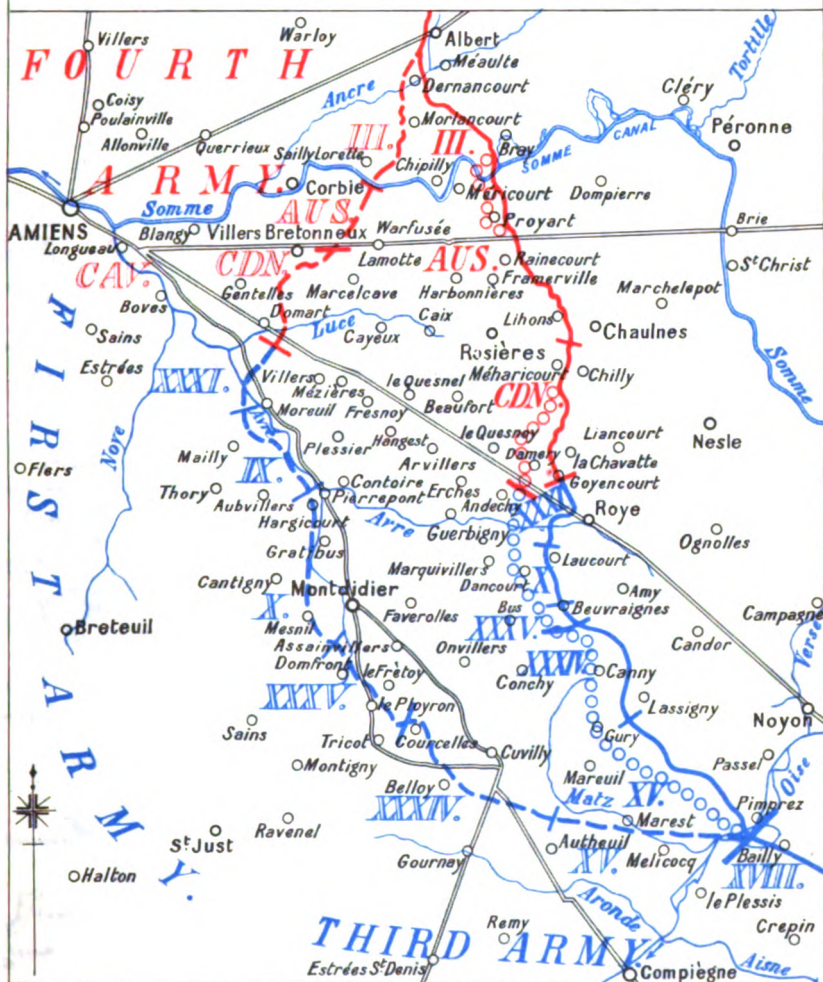 Villers
Warloy
Albert
FOURTH
Méaulte
Dernancourt
Tortille
Cléry
Coisy
Poulainville
Allonville
Querrieux
Ancre
Morlancourt
III.
III.
Bray
SOMME CANAL
Péronne
Sailly Lorette
Chipilly
ARMY.
Corbie
Méricourt
Dompierre
Somme
AUS.
Proyart
AMIENS
Blangy
Villers Bretonneux
Warfusée
Brie
Longueau
CAV.
CDN.
Lamotte
AUS.
Rainecourt
St Christ
Gentelles
Marcelcave
Harbonnières
Framerville
Marchelepot
Boves
Domart
Luce
Cayeux
Caix
Lihons
Chaulnes
Sains
Rosières
Somme
Estrées
XXXI.
Villers
Mézières
le Quesnel
Méharicourt
Chilly
Moreuil
Fresnoy
Beaufort
CDN.
Avre
Noye
Plessier
Hangest
le Quesnoy
Liancourt
Nesle
Mailly
Arvillers
Damery
la Chavatte
Flers
IX.
Contoire
Goyencourt
Thory
Aubvillers
Pierrepont
Erches
Andechy
XXXI
Roye
Hargicourt
Avre
Guerbigny
Gratibus
Laucourt
Ognolles
Cantigny
Marquivillers
Dancourt
X
Amy
Montdidier
X.
Mesnil
Faverolles
Bus
Beuvraignes
Campagne
Breteuil
XXXV.
Candor
Verse
Assainvillers
Onvillers
Domfront
XXXIV.
Canny
le Frétoy
Conchy
XXXV.
le Ployron
Lassigny
Noyon
Sains
Tricot
Courcelles
Cuvilly
Gury
Passel
Oise
Montigny
Mareuil
Belloy
Matz
XV.
Pimprez
XXXIV.
Marest
Ravenel
St Just
Autheuil
Bailly
Gournay
XV.
Melicocq
XVIII.
Halton
Aronde
le Plessis
Remy
Crepin
FIRST ARMY.
THIRD ARMY.
Estrées St Denis
Compiègne
Aisne